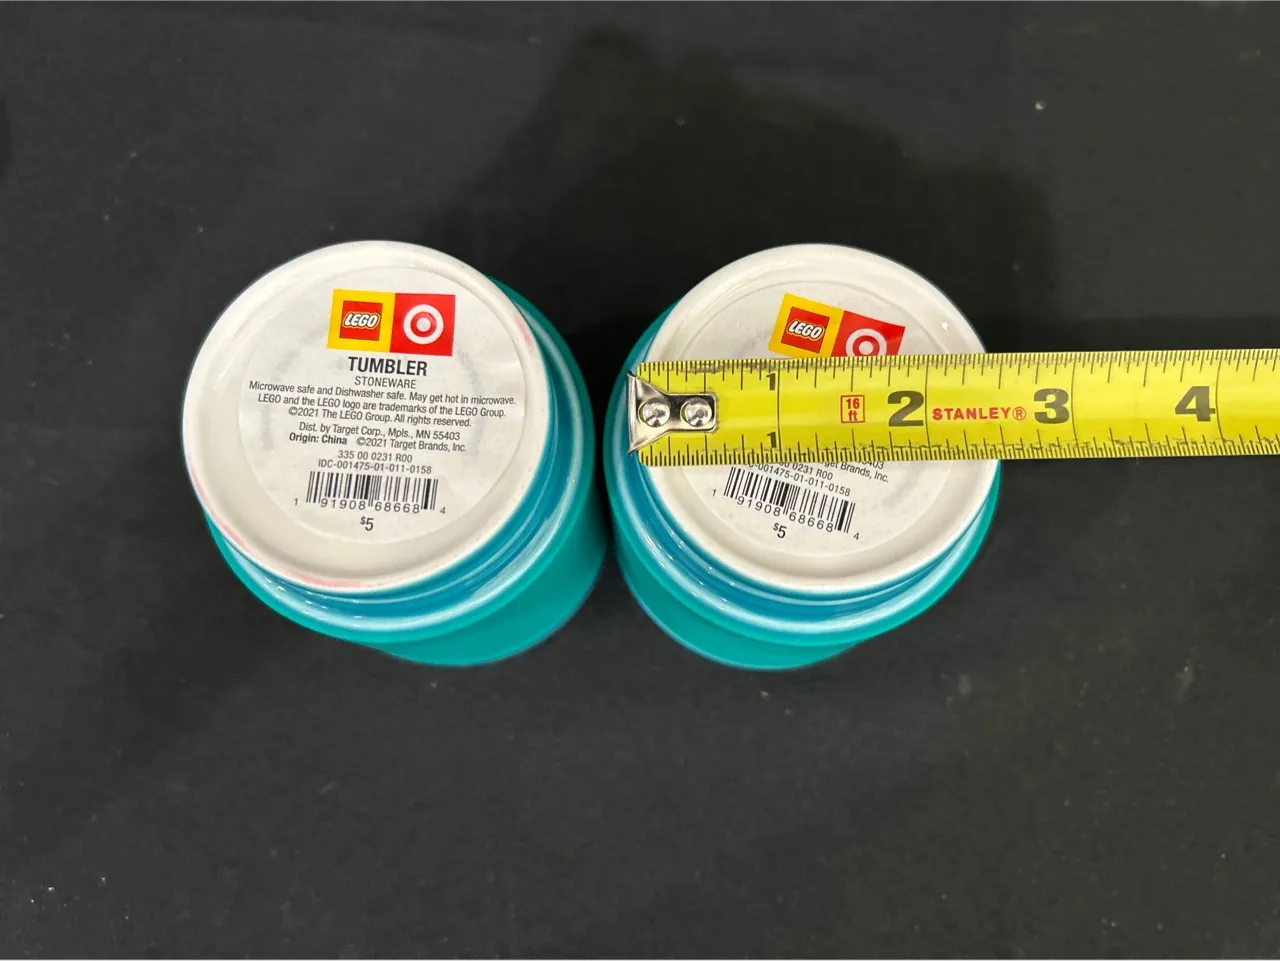 LEGO
TUMBLER
STONEWARE
Microwave safe and Dishwasher safe. May get hot in microwave.
LEGO and the LEGO logo are trademarks of the LEGO Group.
©2021 The LEGO Group. All rights reserved.
Dist. by Target Corp., Mpls., MN 55403
Origin: China ©2021 Target Brands, Inc.
335 00 0231 R00
IDC-001475-01-011-0158
1 91908 68668 4
$5
LEGO
1 16 ft 2 STANLEY® 3 4
1
55403
get Brands, Inc.
00 0231 R00
-001475-01-011-0158
1 91908 68668 4
$5